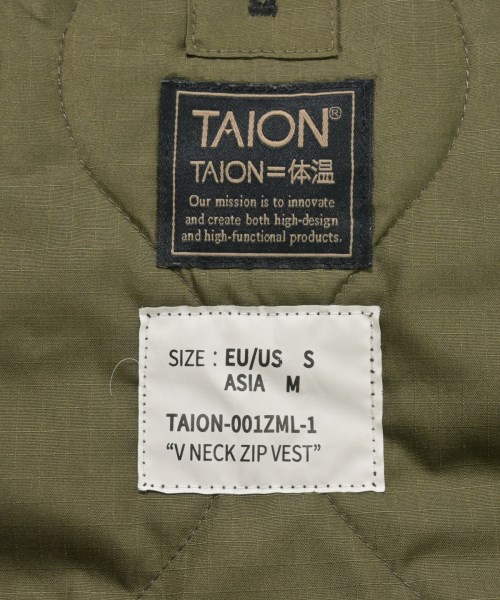 TAION®
TAION=体温
Our mission is to innovate
and create both high-design
and high-functional products.
SIZE : EU/US S
ASIA M
TAION-001ZML-1
“V NECK ZIP VEST”